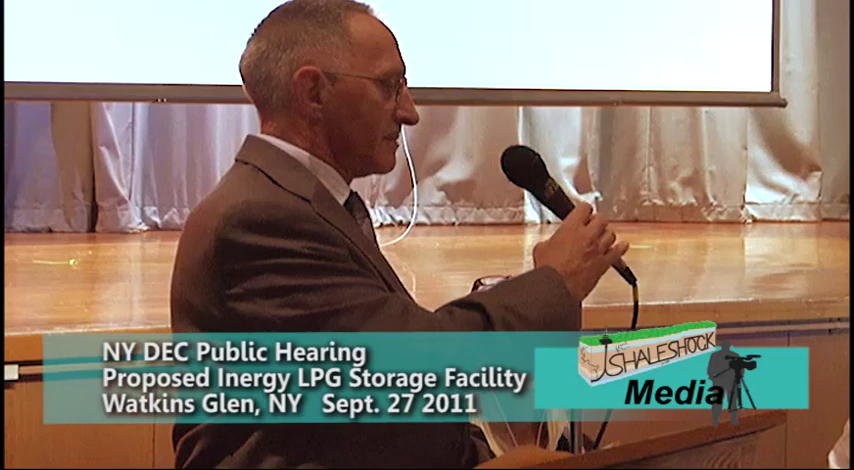 NY DEC Public Hearing
Proposed Inergy LPG Storage Facility
Watkins Glen, NY Sept. 27 2011
SHALESHOCK
Media